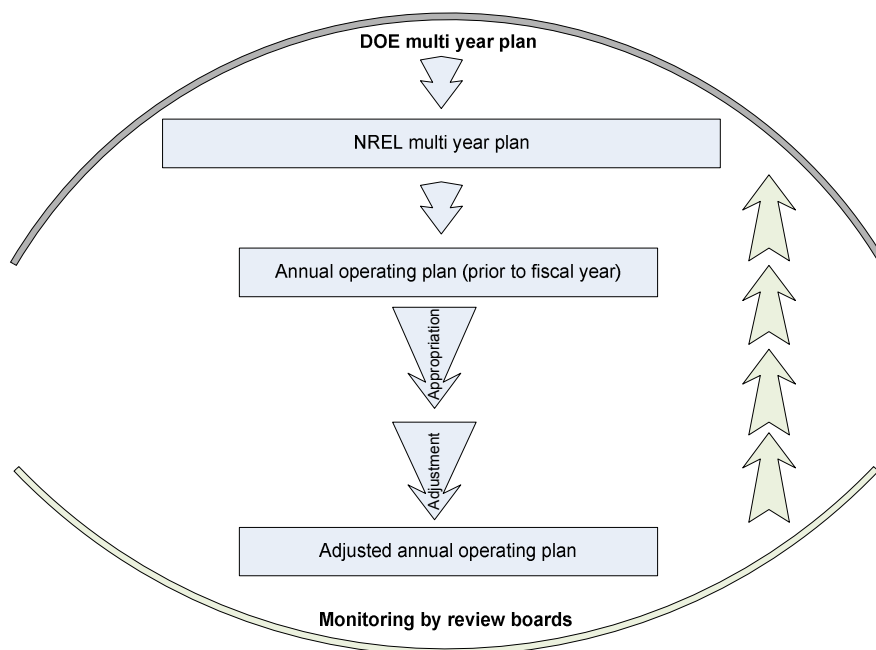 DOE multi year plan
NREL multi year plan
Annual operating plan (prior to fiscal year)
Appropriation
Adjustment
Adjusted annual operating plan
Monitoring by review boards